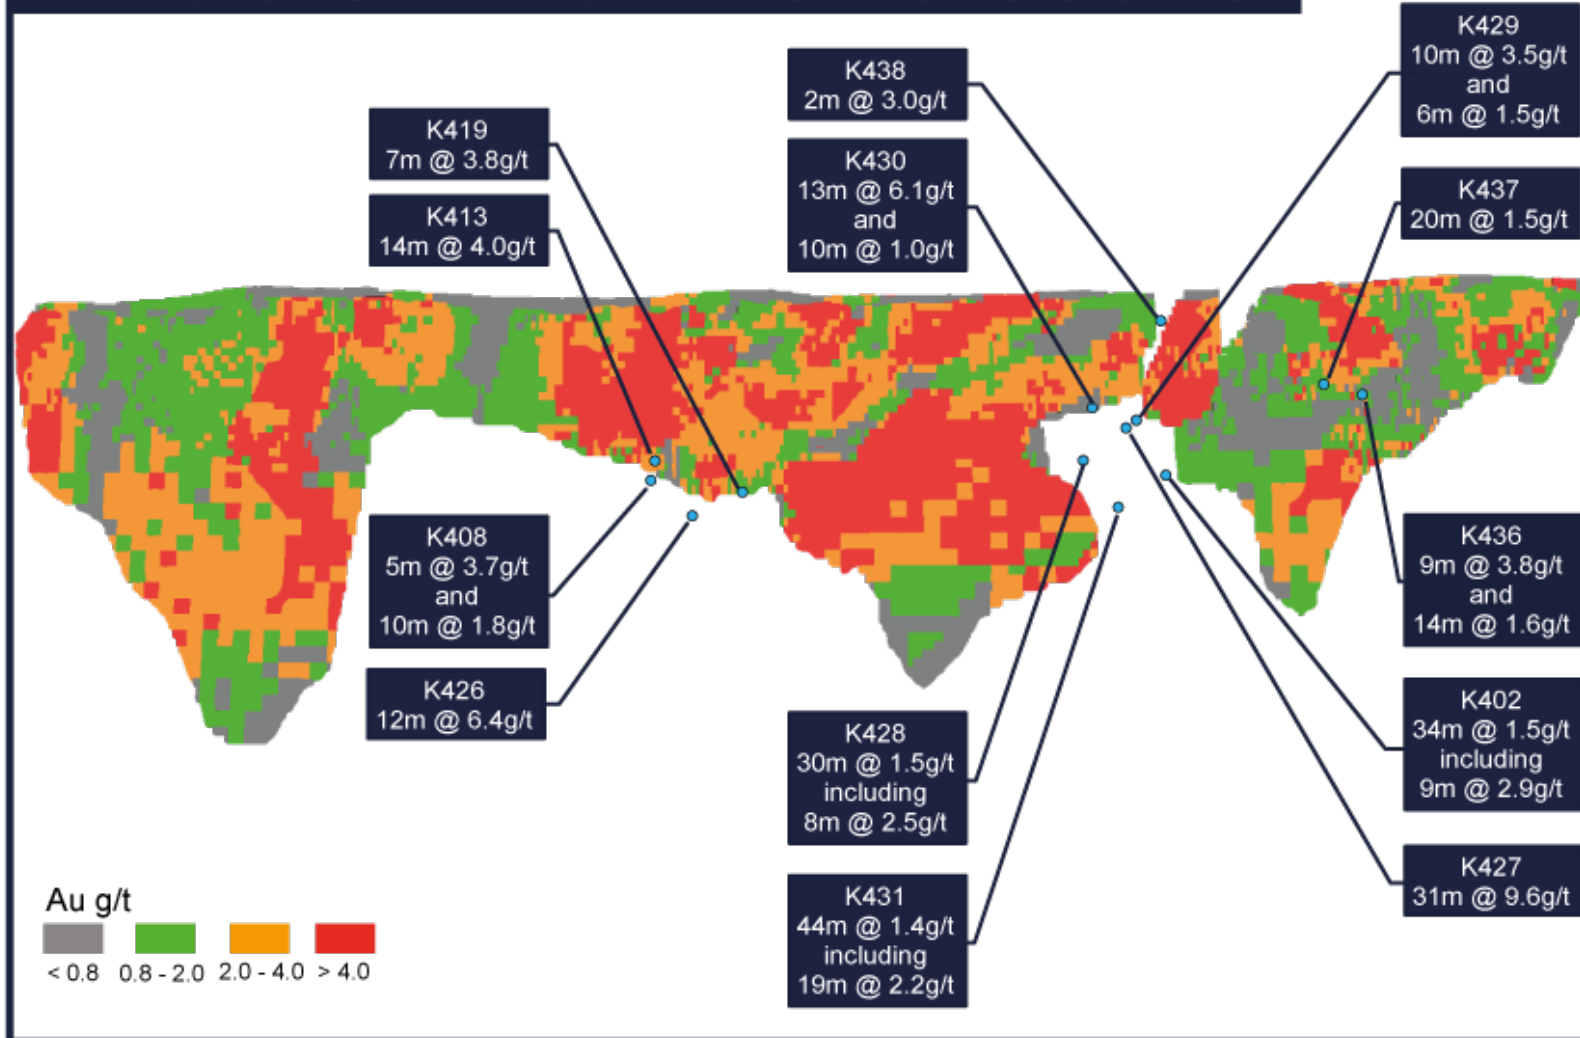 K429
10m @ 3.5g/t
and
6m @ 1.5g/t
K438
2m @ 3.0g/t
K419
7m @ 3.8g/t
K430
13m @ 6.1g/t
and
10m @ 1.0g/t
K437
20m @ 1.5g/t
K413
14m @ 4.0g/t
K408
5m @ 3.7g/t
and
10m @ 1.8g/t
K436
9m @ 3.8g/t
and
14m @ 1.6g/t
K426
12m @ 6.4g/t
K428
30m @ 1.5g/t
including
8m @ 2.5g/t
K402
34m @ 1.5g/t
including
9m @ 2.9g/t
K431
44m @ 1.4g/t
including
19m @ 2.2g/t
K427
31m @ 9.6g/t
Au g/t
< 0.8 0.8 - 2.0 2.0 - 4.0 > 4.0